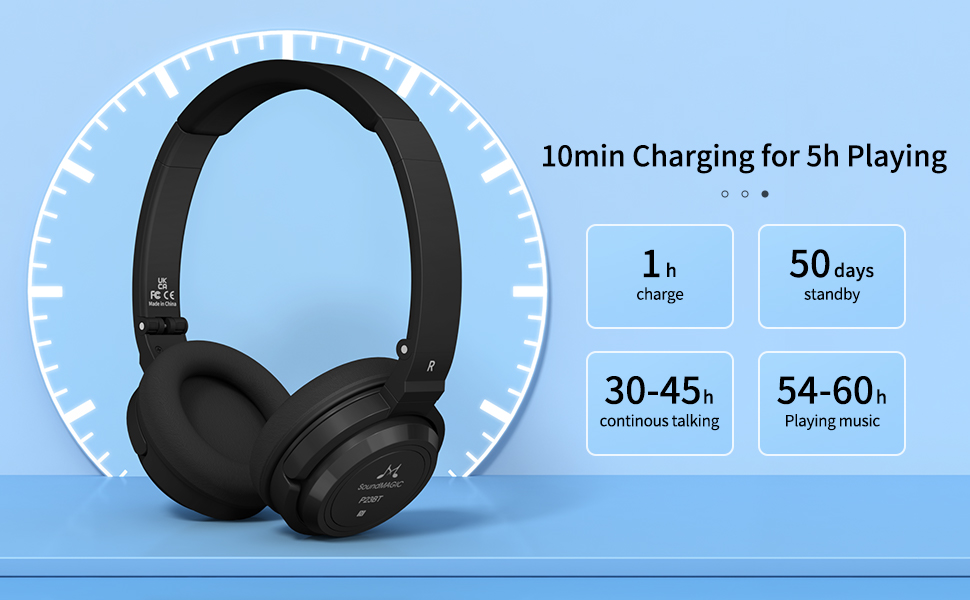 10min Charging for 5h Playing
1 h
charge
50 days
standby
30-45h
continous talking
54-60h
Playing music
UK
CA
FC CE
Made in China
R
SoundMAGIC
P23BT